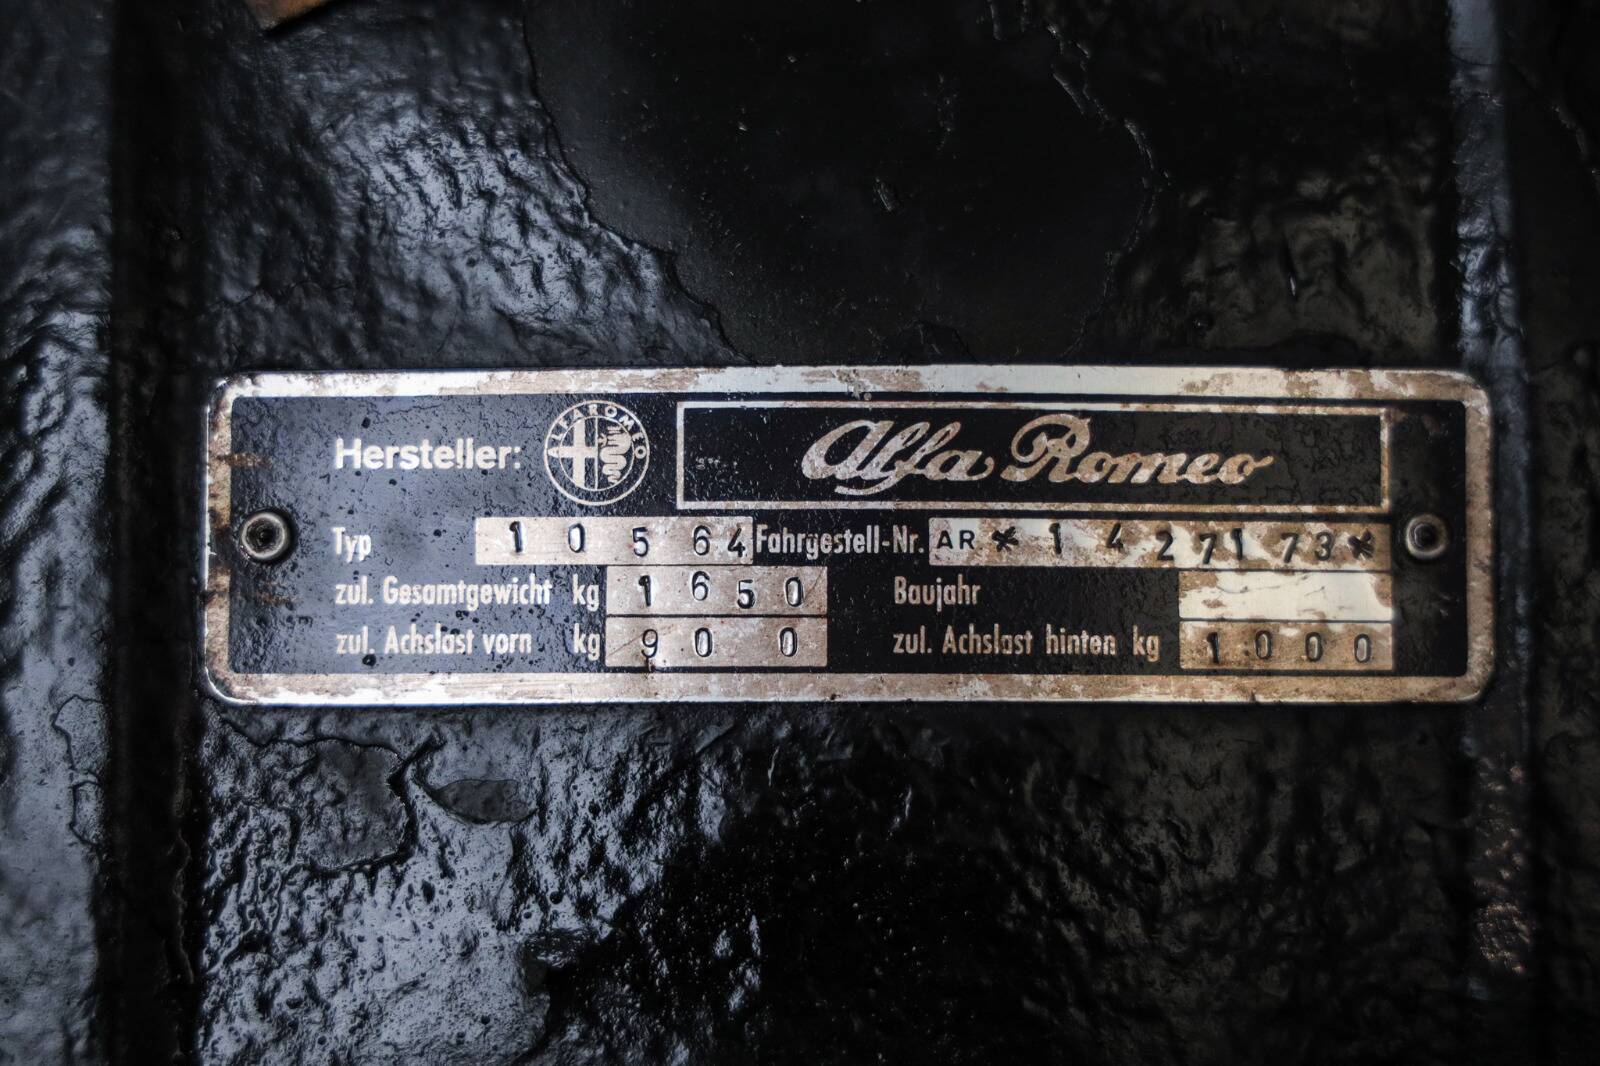 Hersteller: ALFA ROMEO Alfa Romeo
Typ 10564 Fahrgestell-Nr. AR * 1427173 *
zul. Gesamtgewicht kg 1650 Baujahr
zul. Achslast vorn kg 900 zul. Achslast hinten kg 1000